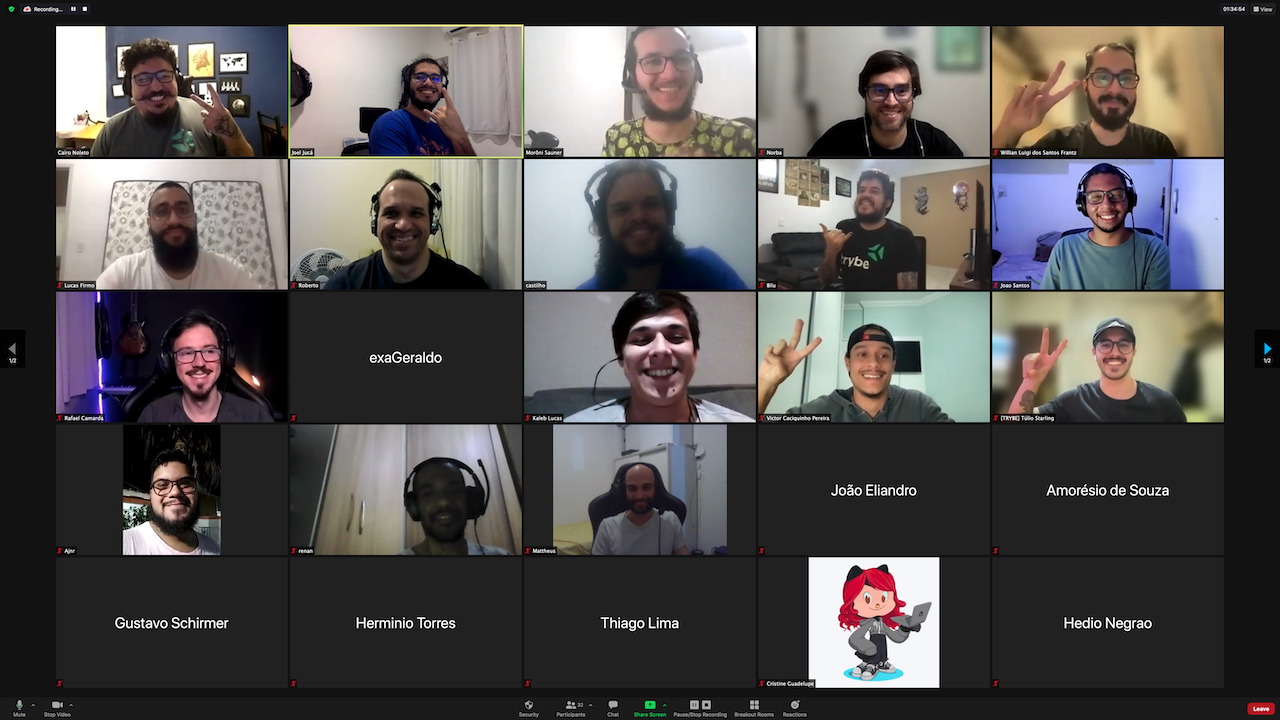 Recording...
01:34:54
View
Cairo Noleto
Joel Jucá
Morôni Sauner
Norba
Willian Luigi dos Santos Frantz
Lucas Firmo
Roberto
castilho
Blu
trybe
Joao Santos
Rafael Camarda
exaGeraldo
Kaleb Lucas
Victor Caciquinho Pereira
[TRYBE] Túlio Starling
1/2
1/2
Ajnr
renan
Mattheus
João Eliandro
Amorésio de Souza
Gustavo Schirmer
Herminio Torres
Thiago Lima
Cristine Guadelupe
Hedio Negrao
Mute
Stop Video
Security
Participants
32
Chat
Share Screen
Pause/Stop Recording
Breakout Rooms
Reactions
Leave